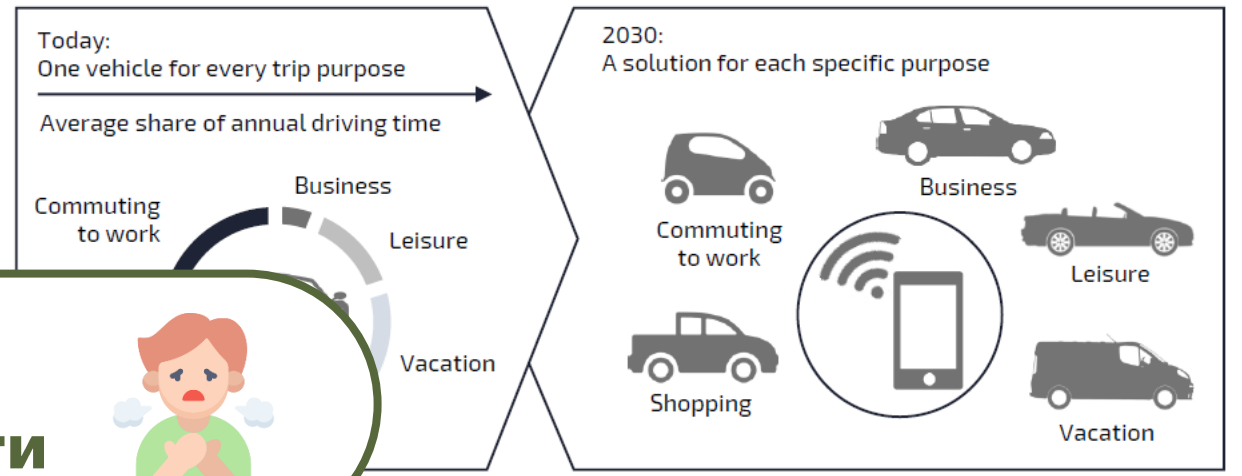 Today:
One vehicle for every trip purpose
Average share of annual driving time
Commuting
to work
Business
Leisure
Vacation
2030:
A solution for each specific purpose
Business
Commuting
to work
Leisure
Shopping
Vacation